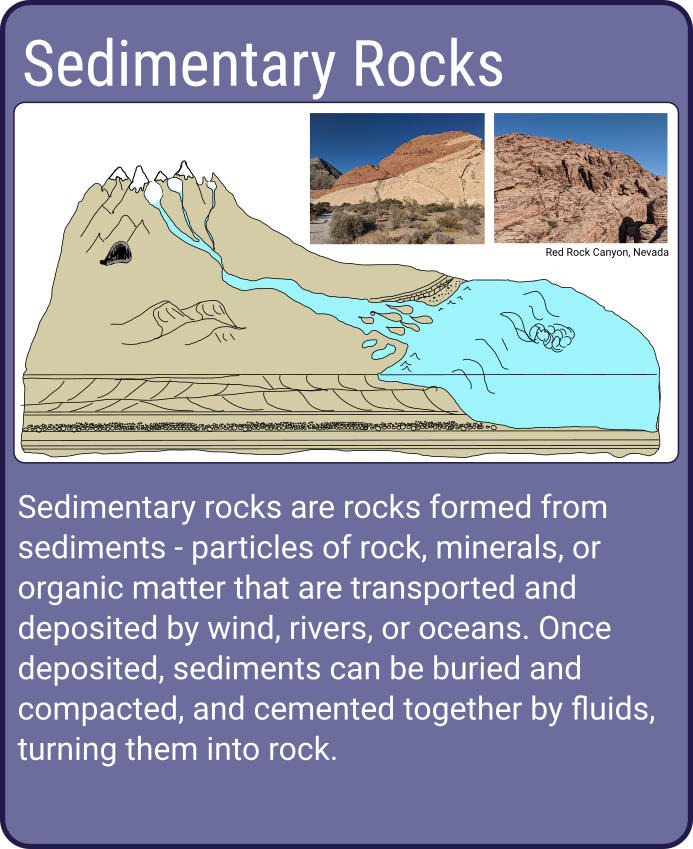 Sedimentary Rocks
Red Rock Canyon, Nevada
Sedimentary rocks are rocks formed from
sediments - particles of rock, minerals, or
organic matter that are transported and
deposited by wind, rivers, or oceans. Once
deposited, sediments can be buried and
compacted, and cemented together by fluids,
turning them into rock.